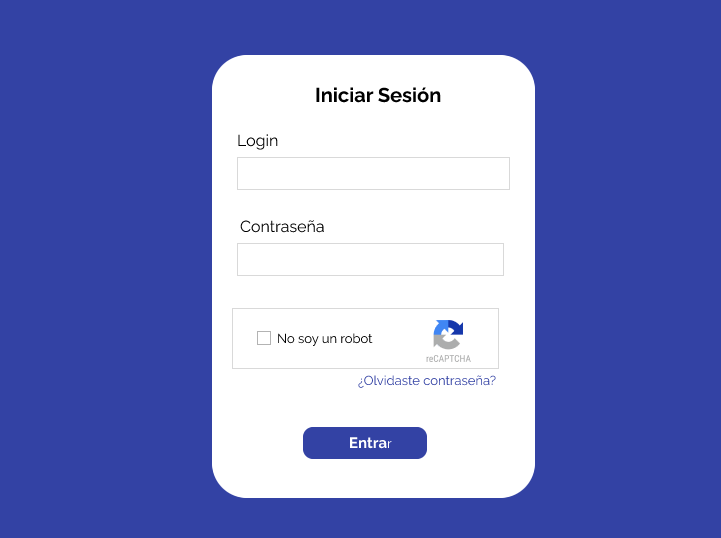 Iniciar Sesión
Login
Contraseña
No soy un robot
reCAPTCHA
¿Olvidaste contraseña?
Entrar